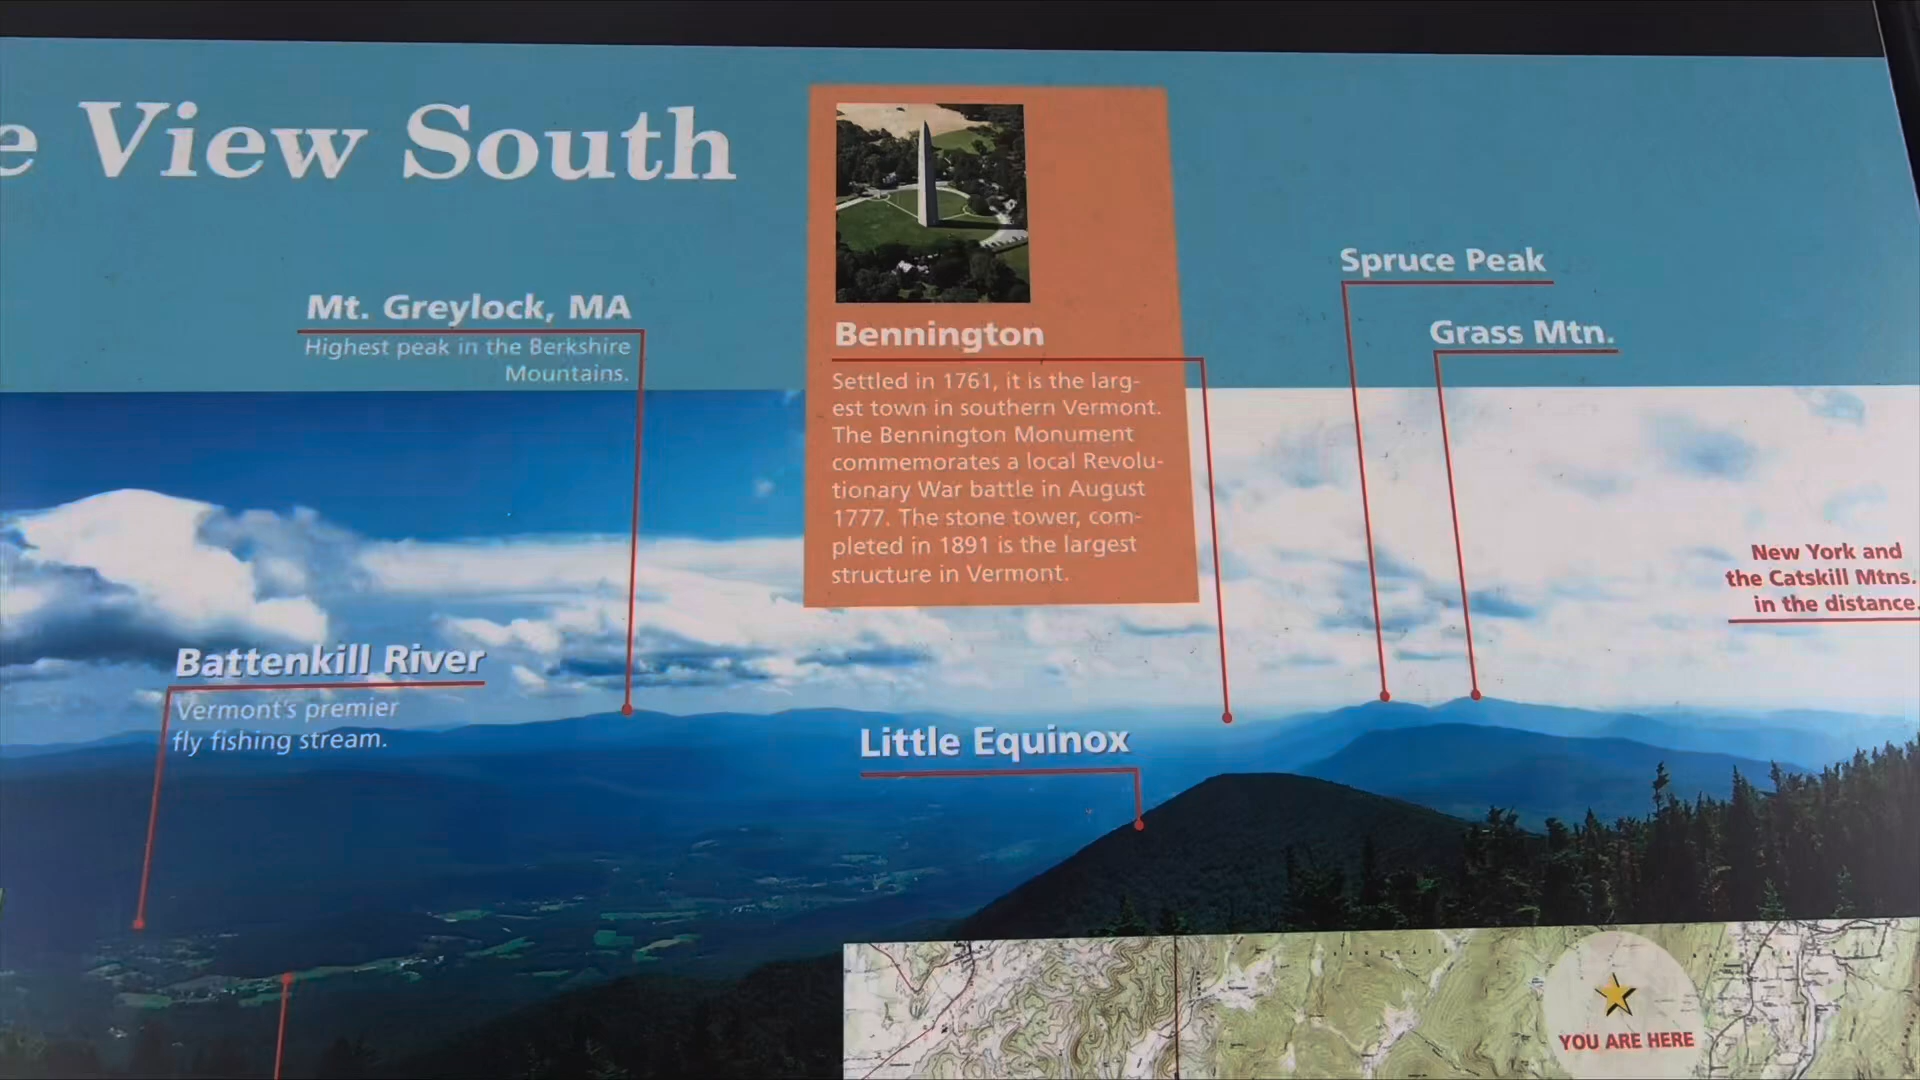 e View South
Mt. Greylock, MA
Highest peak in the Berkshire
Mountains.
Bennington
Settled in 1761, it is the larg-
est town in southern Vermont.
The Bennington Monument
commemorates a local Revolu-
tionary War battle in August
1777. The stone tower, com-
pleted in 1891 is the largest
structure in Vermont.
Spruce Peak
Grass Mtn.
New York and
the Catskill Mtns.
in the distance.
Battenkill River
Vermont's premier
fly fishing stream.
Little Equinox
YOU ARE HERE